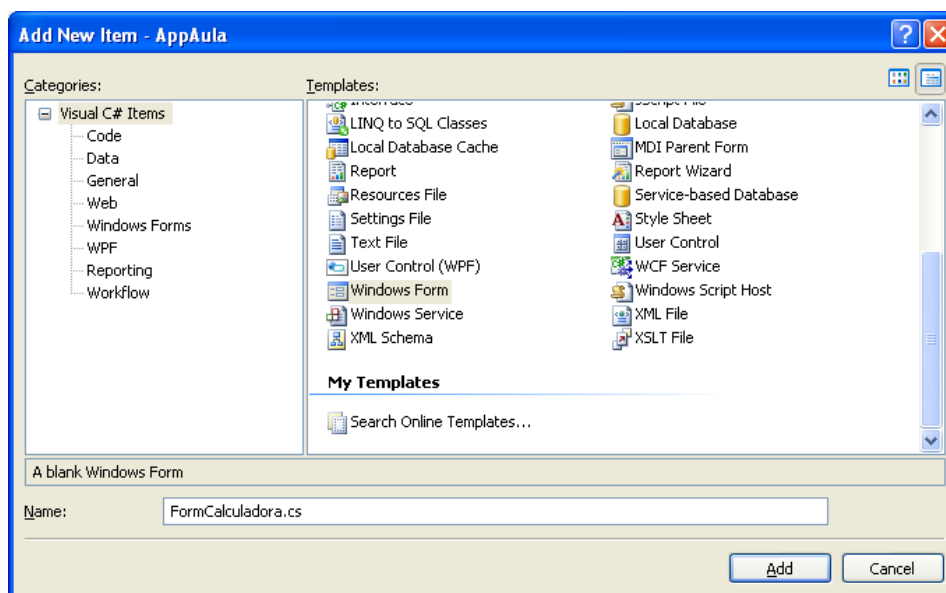 Add New Item - AppAula
Categories:
Templates:
Visual C# Items
Code
Data
General
Web
Windows Forms
WPF
Reporting
Workflow
LINQ to SQL Classes
Local Database
Local Database Cache
MDI Parent Form
Report
Report Wizard
Resources File
Service-based Database
Settings File
Style Sheet
Text File
User Control
User Control (WPF)
WCF Service
Windows Form
Windows Script Host
Windows Service
XML File
XML Schema
XSLT File
My Templates
Search Online Templates...
A blank Windows Form
Name:
FormCalculadora.cs
Add
Cancel